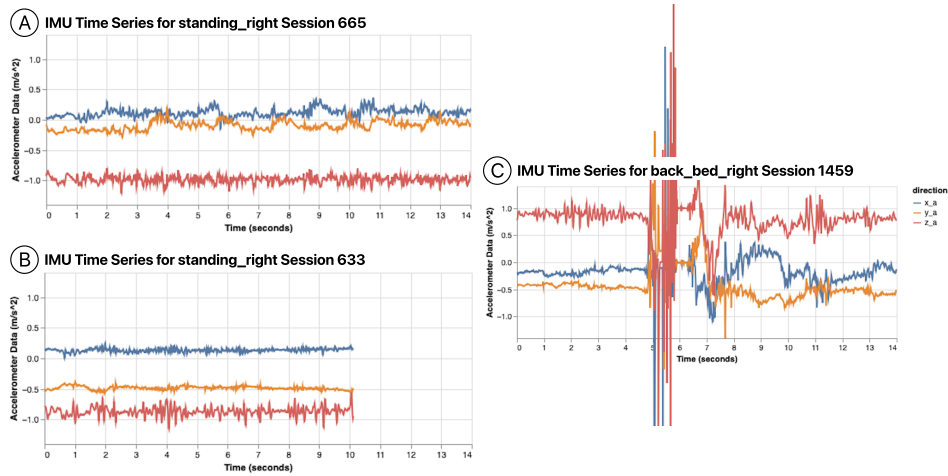 A IMU Time Series for standing_right Session 665
Accelerometer Data (m/s^2)
1.0
0.5
0.0
−0.5
−1.0
0 1 2 3 4 5 6 7 8 9 10 11 12 13 14
Time (seconds)
B IMU Time Series for standing_right Session 633
Accelerometer Data (m/s^2)
1.0
0.5
0.0
−0.5
−1.0
0 1 2 3 4 5 6 7 8 9 10 11 12 13 14
Time (seconds)
C IMU Time Series for back_bed_right Session 1459
Accelerometer Data (m/s^2)
1.0
0.5
0.0
−0.5
−1.0
0 1 2 3 4 5 6 7 8 9 10 11 12 13 14
Time (seconds)
direction
x_a
y_a
z_a